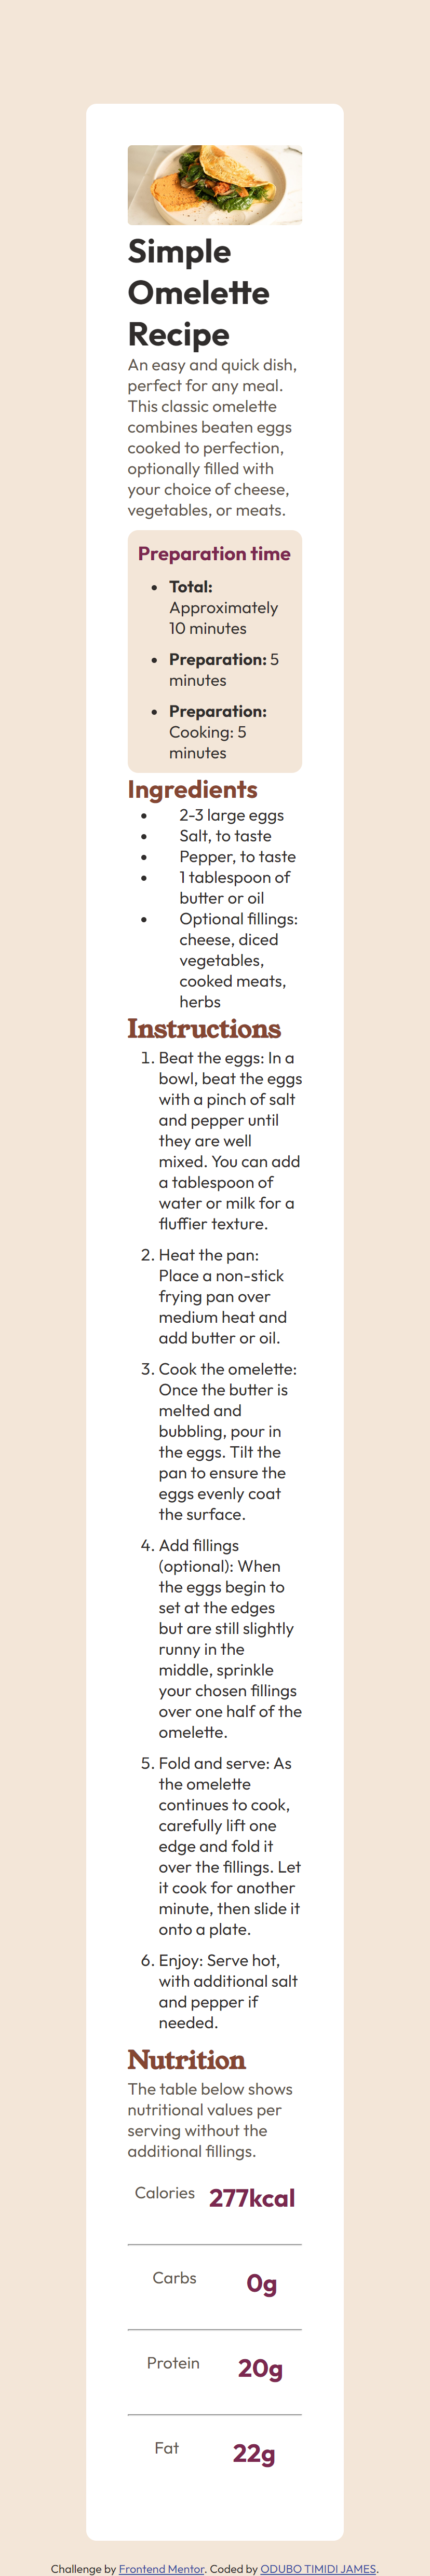 Simple
Omelette
Recipe
An easy and quick dish,
perfect for any meal.
This classic omelette
combines beaten eggs
cooked to perfection,
optionally filled with
your choice of cheese,
vegetables, or meats.
Preparation time
• Total:
Approximately
10 minutes
• Preparation: 5
minutes
• Preparation:
Cooking: 5
minutes
Ingredients
• 2-3 large eggs
• Salt, to taste
• Pepper, to taste
• 1 tablespoon of
butter or oil
• Optional fillings:
cheese, diced
vegetables,
cooked meats,
herbs
Instructions
1. Beat the eggs: In a
bowl, beat the eggs
with a pinch of salt
and pepper until
they are well
mixed. You can add
a tablespoon of
water or milk for a
fluffier texture.
2. Heat the pan:
Place a non-stick
frying pan over
medium heat and
add butter or oil.
3. Cook the omelette:
Once the butter is
melted and
bubbling, pour in
the eggs. Tilt the
pan to ensure the
eggs evenly coat
the surface.
4. Add fillings
(optional): When
the eggs begin to
set at the edges
but are still slightly
runny in the
middle, sprinkle
your chosen fillings
over one half of the
omelette.
5. Fold and serve: As
the omelette
continues to cook,
carefully lift one
edge and fold it
over the fillings. Let
it cook for another
minute, then slide it
onto a plate.
6. Enjoy: Serve hot,
with additional salt
and pepper if
needed.
Nutrition
The table below shows
nutritional values per
serving without the
additional fillings.
Calories 277kcal
Carbs 0g
Protein 20g
Fat 22g
Challenge by Frontend Mentor. Coded by ODUBO TIMIDI JAMES.